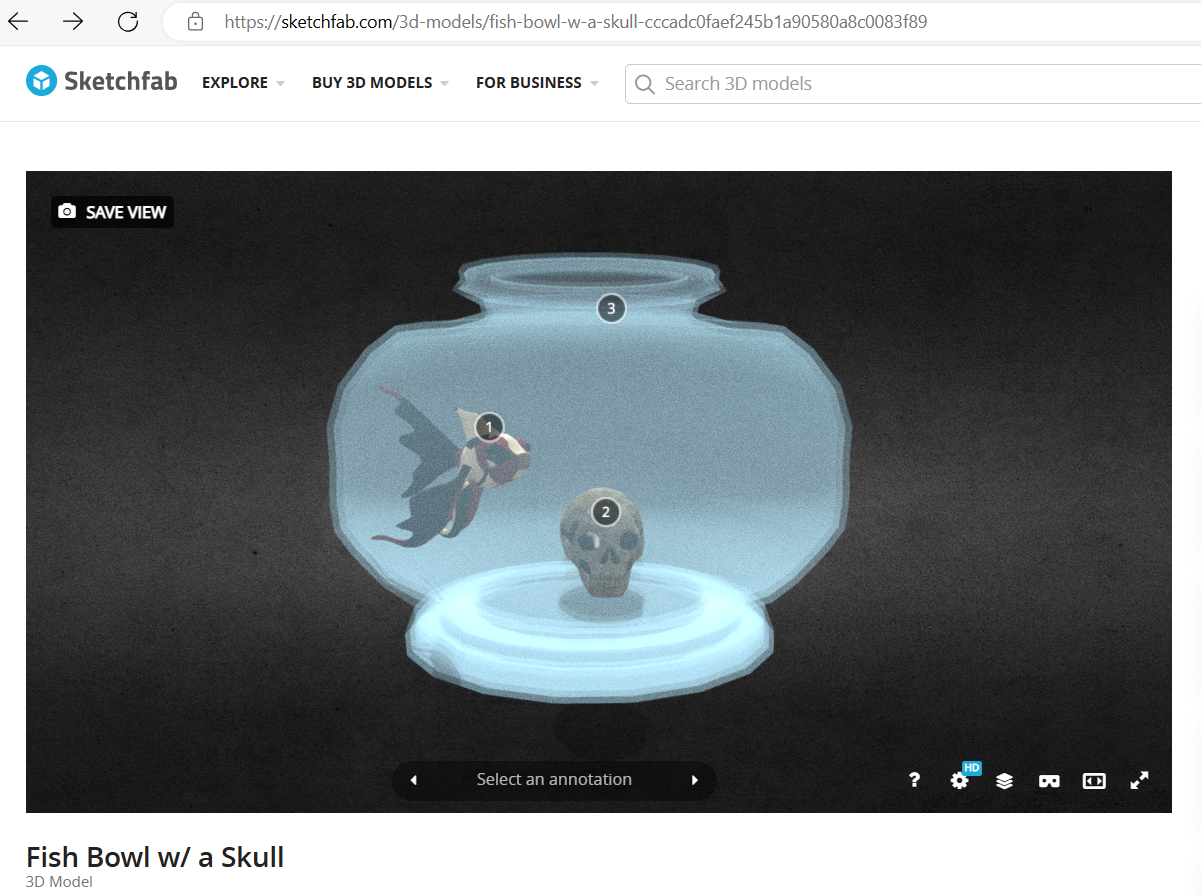 https://sketchfab.com/3d-models/fish-bowl-w-a-skull-cccadc0faef245b1a90580a8c0083f89
Sketchfab EXPLORE BUY 3D MODELS FOR BUSINESS Search 3D models
SAVE VIEW
3
1
2
Select an annotation
?
HD
Fish Bowl w/ a Skull
3D Model